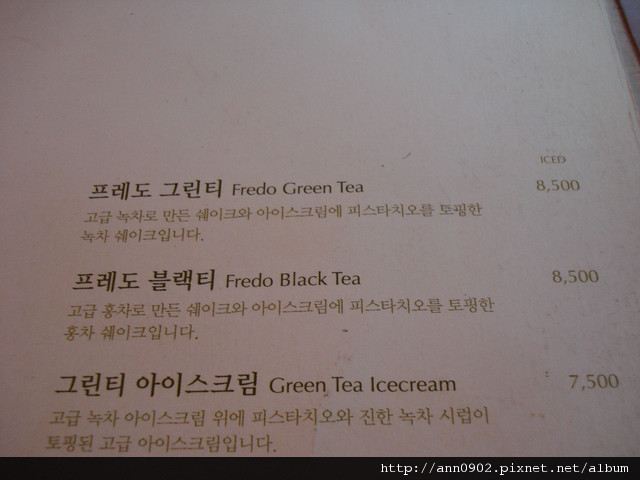 ICED
프레도 그린티 Fredo Green Tea 8,500
고급 녹차로 만든 쉐이크와 아이스크림에 피스타치오를 토핑한
녹차 쉐이크입니다.
프레도 블랙티 Fredo Black Tea 8,500
고급 홍차로 만든 쉐이크와 아이스크림에 피스타치오를 토핑한
홍차 쉐이크입니다.
그린티 아이스크림 Green Tea Icecream 7,500
고급 녹차 아이스크림 위에 피스타치오와 진한 녹차 시럽이
토핑된 고급 아이스크림입니다.
http://ann0902.pixnet.net/album